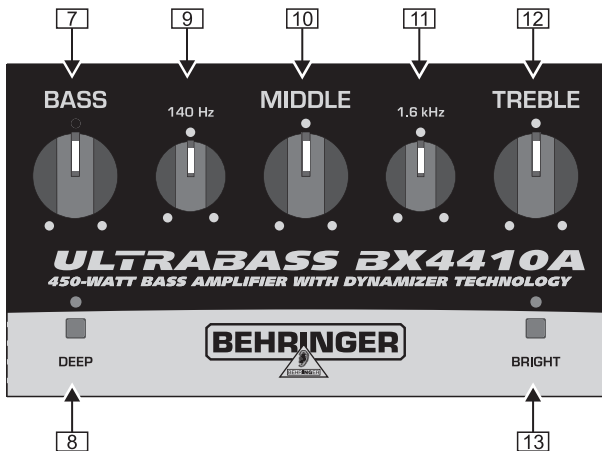 7 9 10 11 12
BASS 140 Hz MIDDLE 1.6 kHz TREBLE
ULTRABASS BX4410A
450-WATT BASS AMPLIFIER WITH DYNAMIZER TECHNOLOGY
BEHRINGER
BEHRINGER
DEEP BRIGHT
8 13